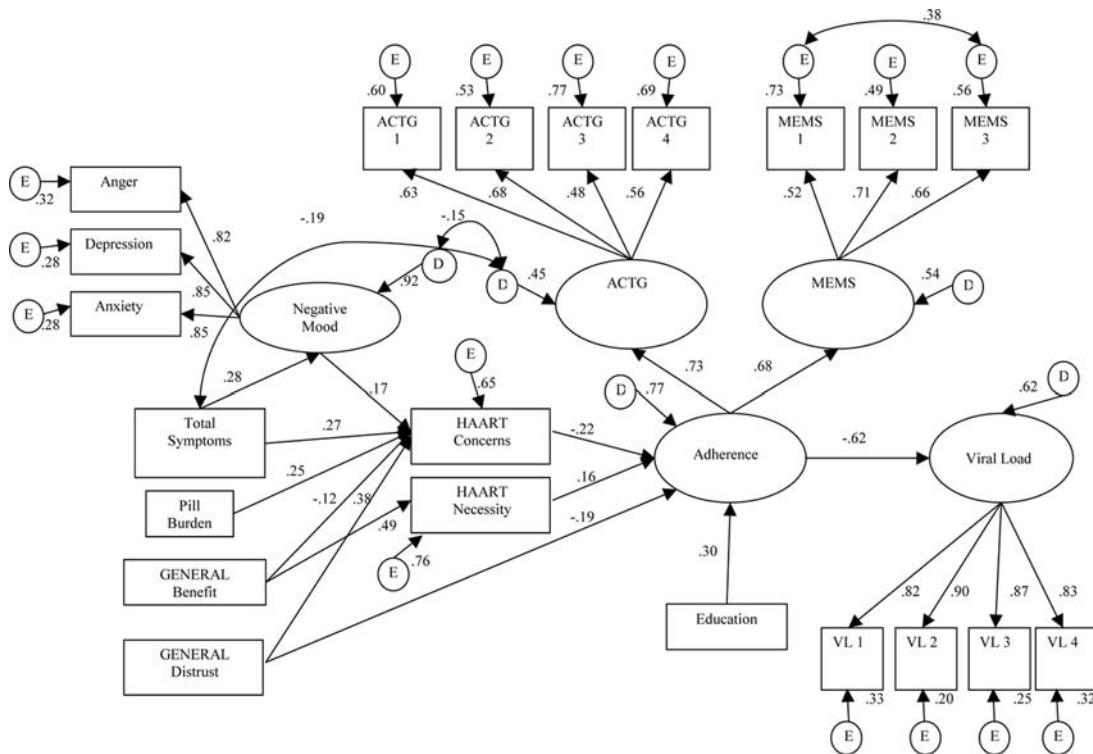 .38
E E E E E E E
.60 .53 .77 .69 .73 .49 .56
ACTG 1
ACTG 2
ACTG 3
ACTG 4
MEMS 1
MEMS 2
MEMS 3
E .32 Anger
.63 .68 .48 .56
.52 .71 .66
-.19 -.15
E .28 Depression
.82
D .92
D .45
ACTG
MEMS
.54 D
E .28 Anxiety
.85
.85
Negative
Mood
.28 .17
E .65
.73 .68
D .77
.62 D
Total
Symptoms
.27
HAART
Concerns
-.22
Adherence
-.62
Viral Load
.25
Pill
Burden
-.12 .38
HAART
Necessity
.16
.49
-.19
E .76
GENERAL
Benefit
.30
Education
GENERAL
Distrust
.82 .90 .87 .83
VL 1 VL 2 VL 3 VL 4
.33 .20 .25 .32
E E E E